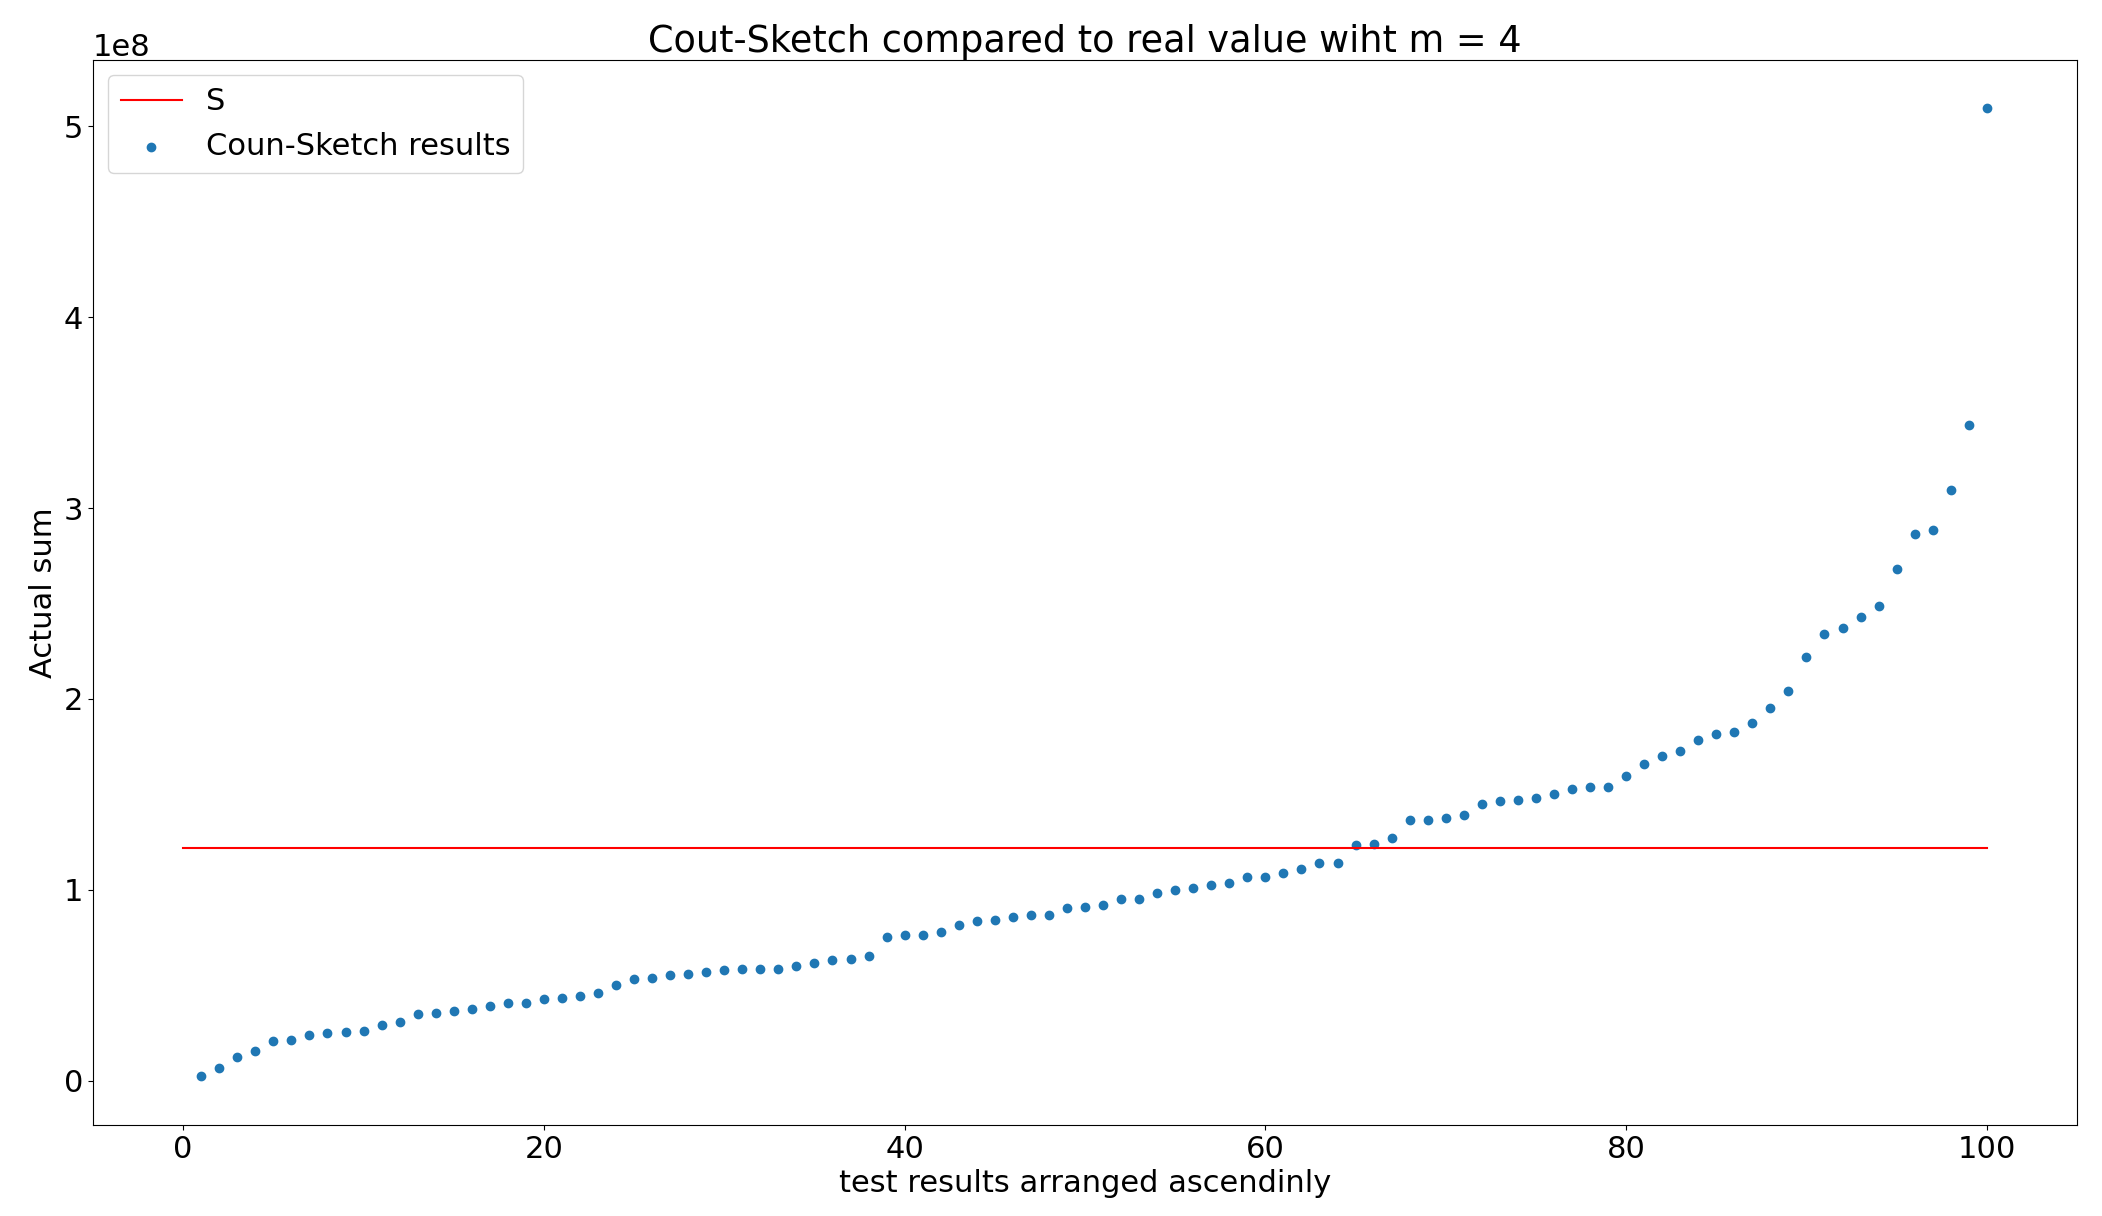 Cout-Sketch compared to real value wiht m = 4
1e8
S
Coun-Sketch results
5
4
3
2
1
0
Actual sum
0 20 40 60 80 100
test results arranged ascendinly